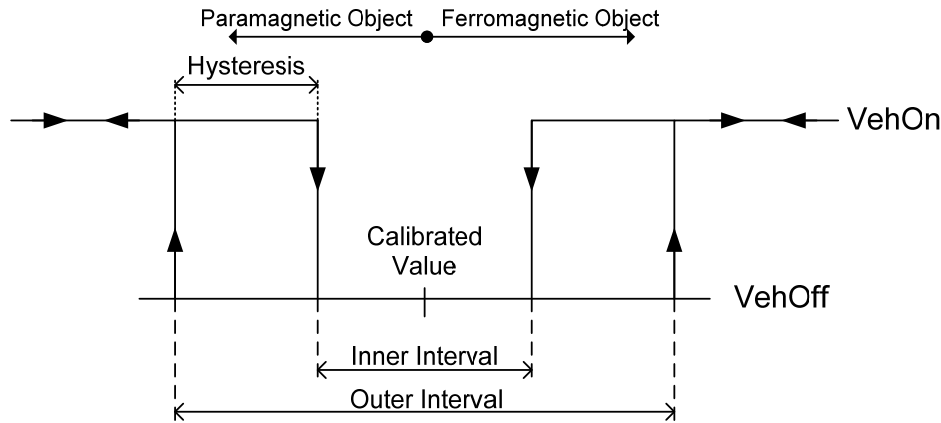 Paramagnetic Object
Ferromagnetic Object
Hysteresis
VehOn
Calibrated
Value
VehOff
Inner Interval
Outer Interval